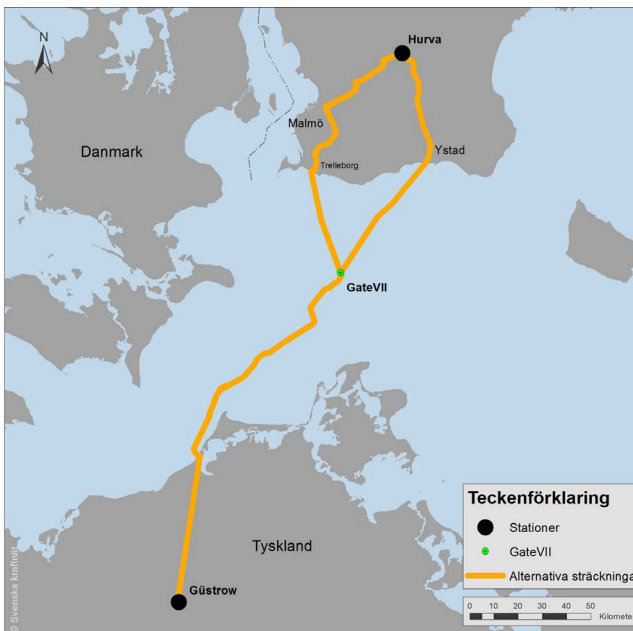 N
Hurva
Danmark
Malmö
Ystad
Trelleborg
GateVII
Teckenförklaring
Stationer
GateVII
Alternativa sträckninga
Tyskland
Güstrow
0 10 20 30 40 50
Kilomete
© Svenska kraftnät